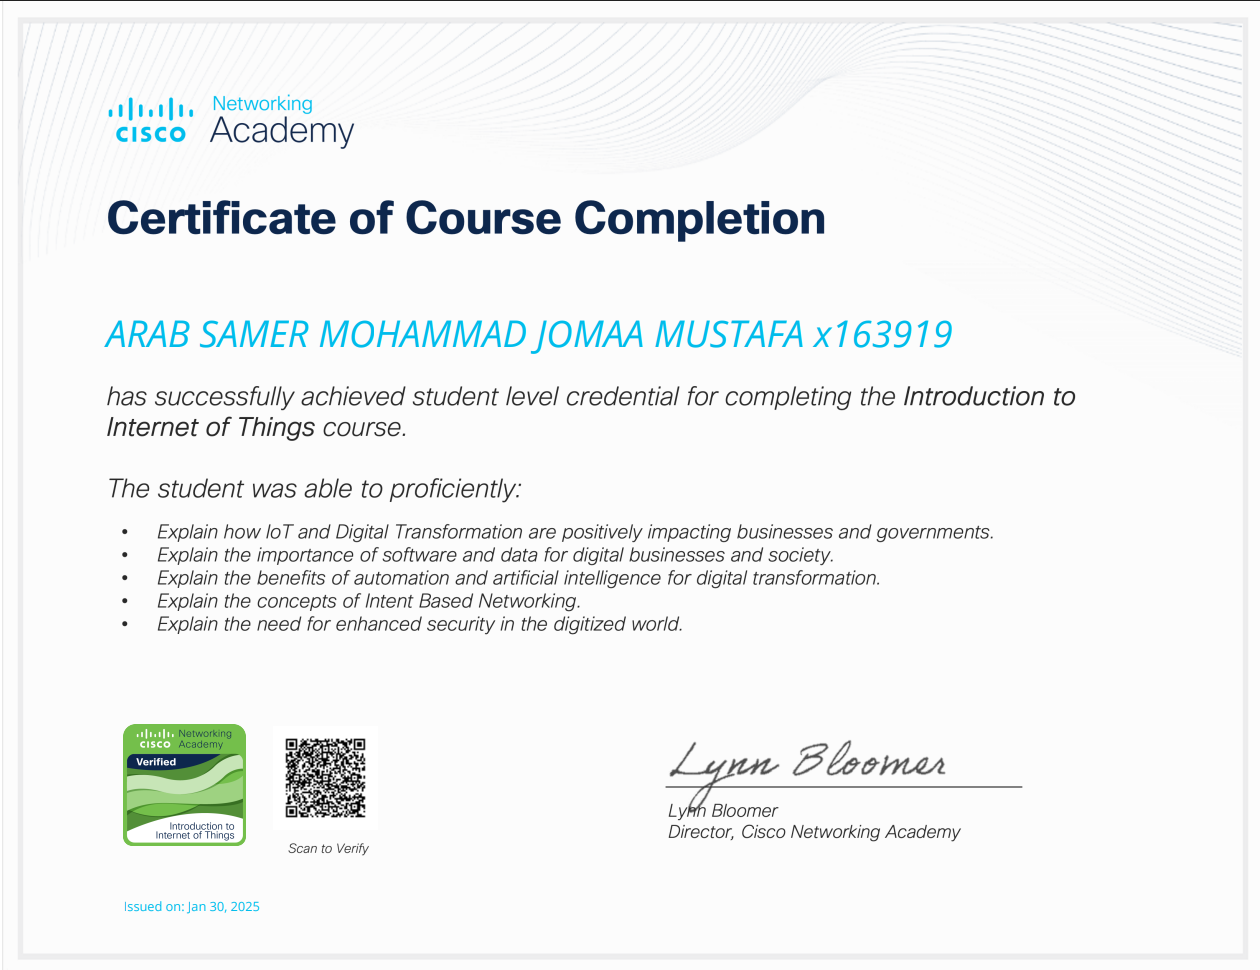 CISCO
Networking
Academy
Certificate of Course Completion
ARAB SAMER MOHAMMAD JOMAA MUSTAFA x163919
has successfully achieved student level credential for completing the Introduction to
Internet of Things course.
The student was able to proficiently:
• Explain how IoT and Digital Transformation are positively impacting businesses and governments.
• Explain the importance of software and data for digital businesses and society.
• Explain the benefits of automation and artificial intelligence for digital transformation.
• Explain the concepts of Intent Based Networking.
• Explain the need for enhanced security in the digitized world.
CISCO
Networking
Academy
Verified
Introduction to
Internet of Things
Scan to Verify
Lynn Bloomer
Lynn Bloomer
Director, Cisco Networking Academy
Issued on: Jan 30, 2025